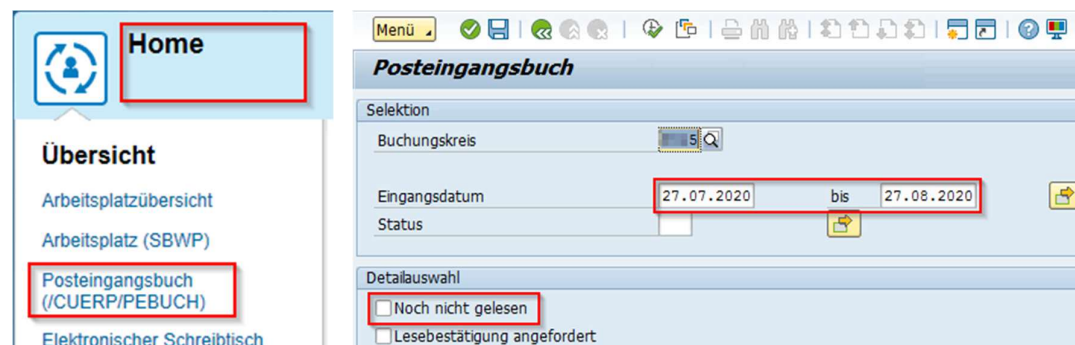 Home
Übersicht
Arbeitsplatzübersicht
Arbeitsplatz (SBWP)
Posteingangsbuch
(/CUERP/PEBUCH)
Elektronischer Schreibtisch
Menü
Posteingangsbuch
Selektion
Buchungskreis 5
Eingangsdatum 27.07.2020 bis 27.08.2020
Status
Detailauswahl
Noch nicht gelesen
Lesebestätigung angefordert